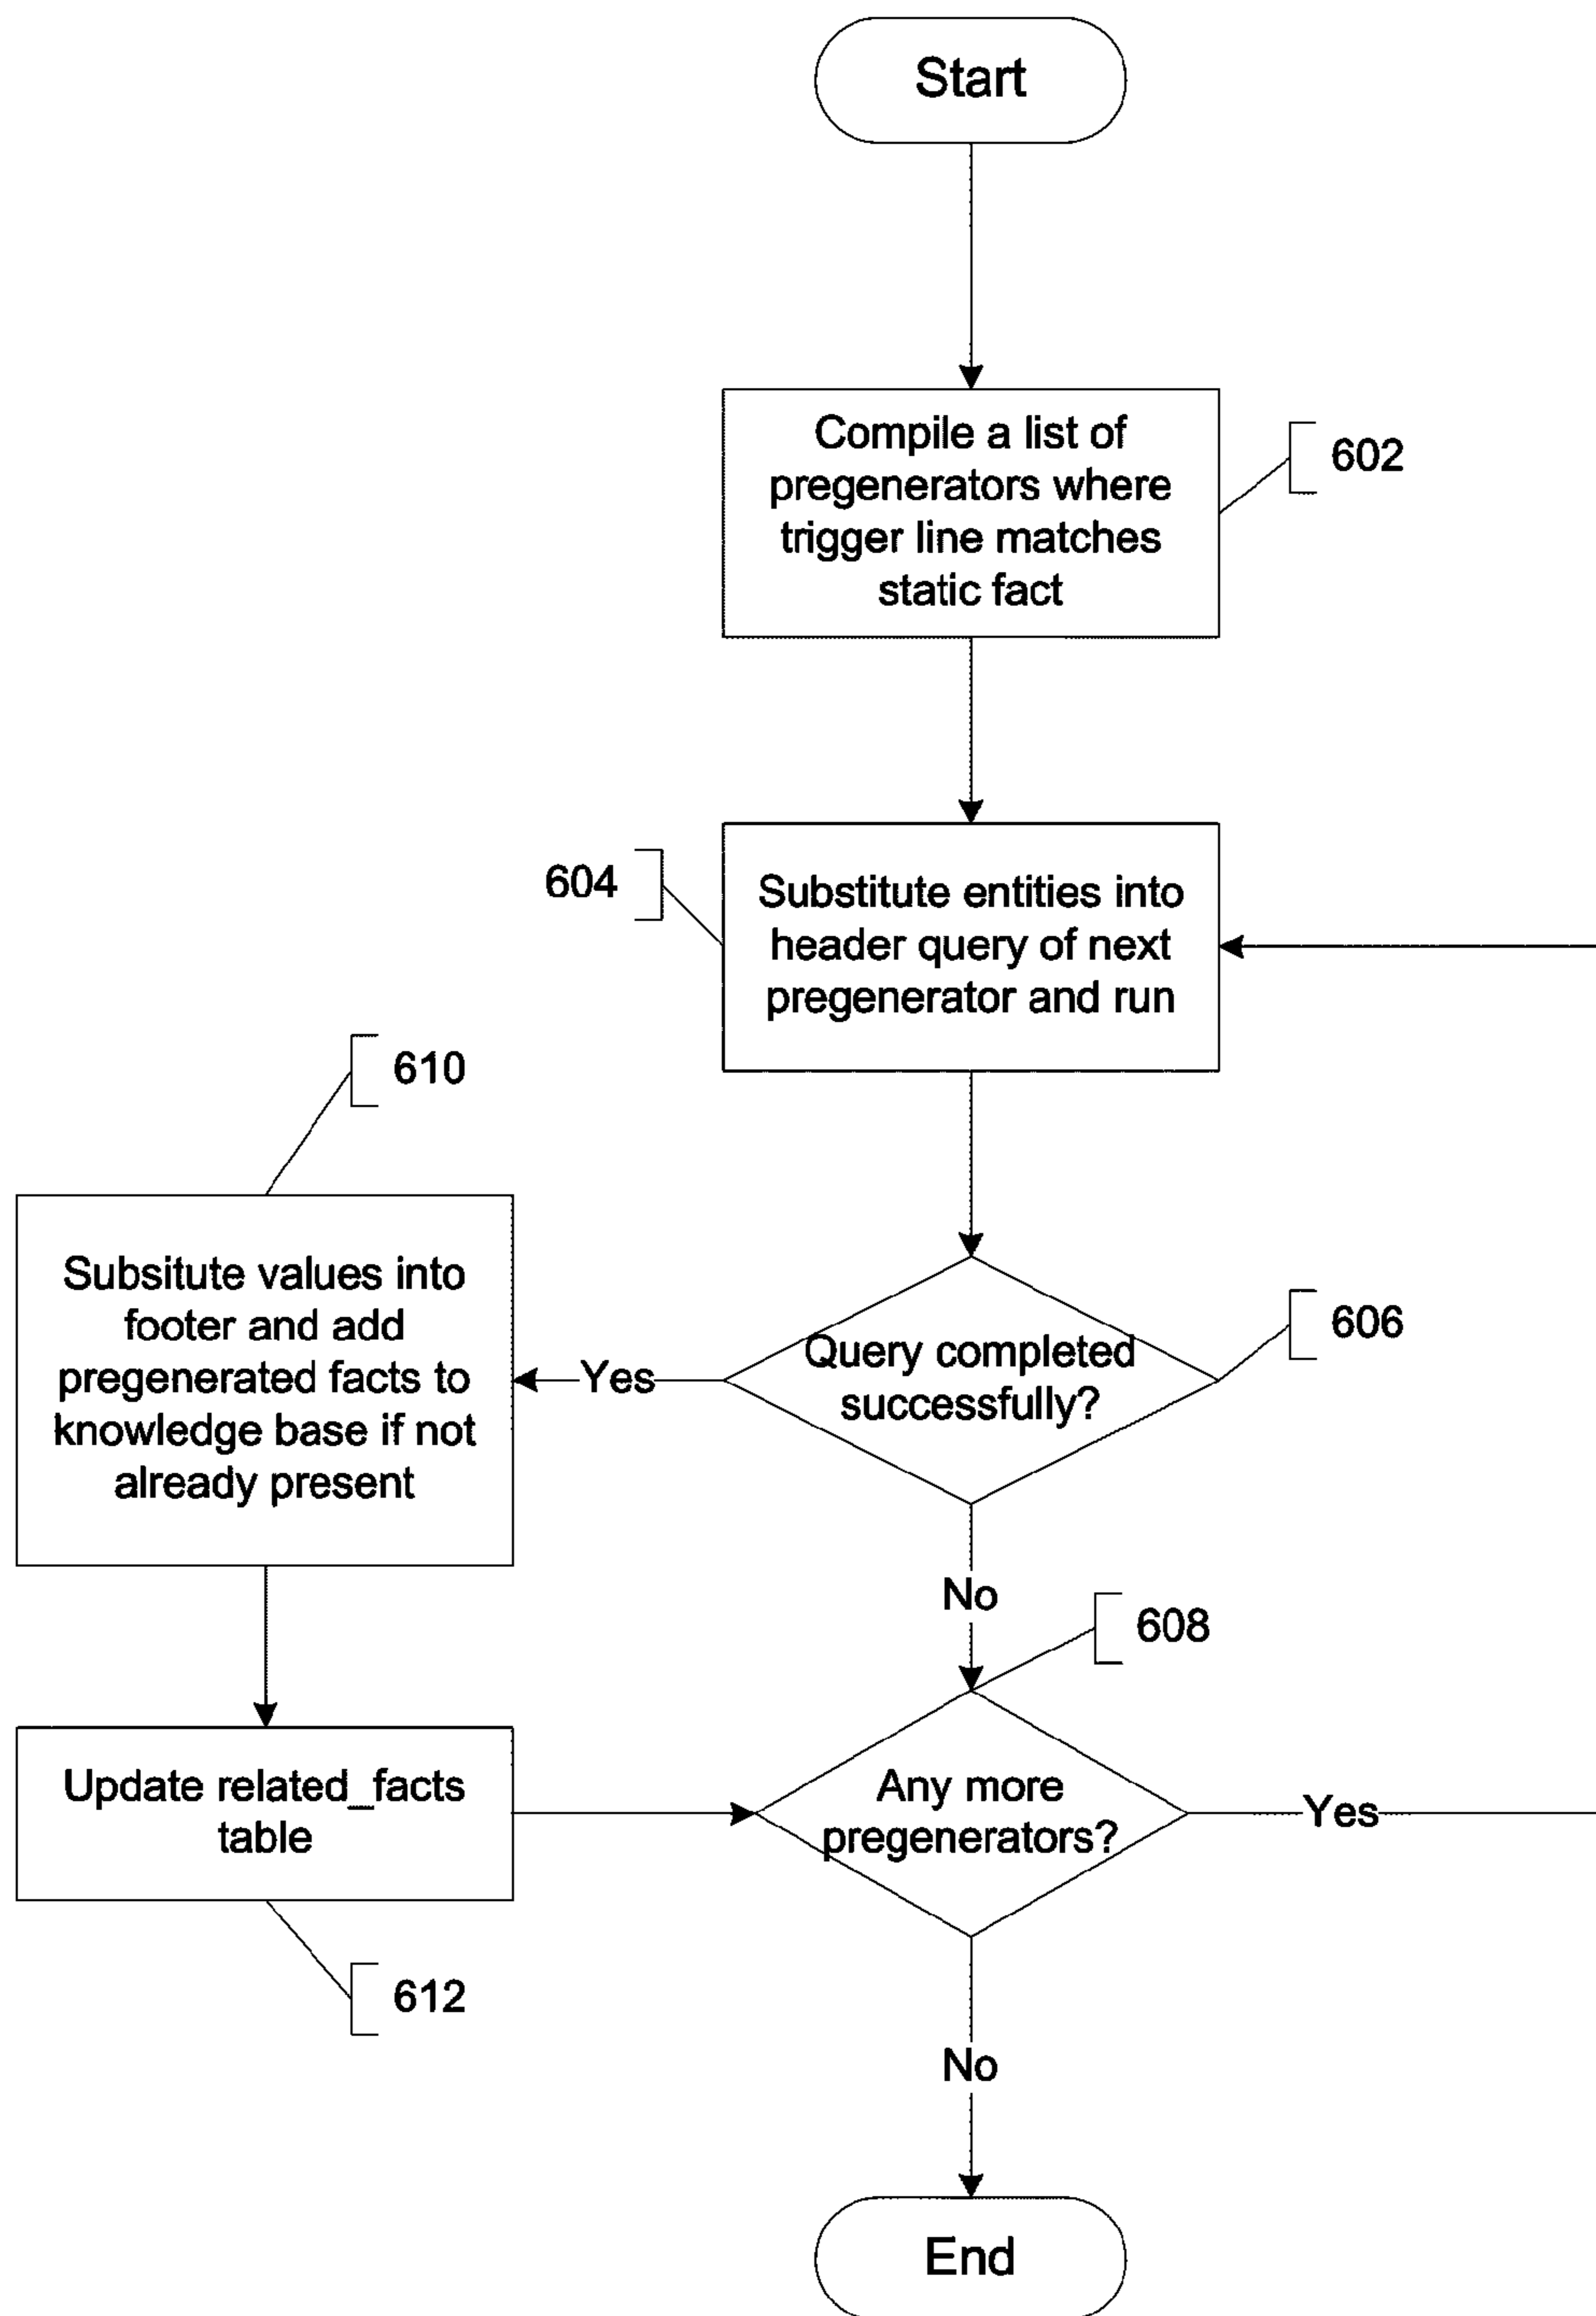 Start
Compile a list of
pregenerators where
trigger line matches
static fact
602
604
Substitute entities into
header query of next
pregenerator and run
610
Subsitute values into
footer and add
pregenerated facts to
knowledge base if not
already present
Yes
Query completed
successfully?
606
No
608
Update related_facts
table
Any more
pregenerators?
Yes
612
No
End